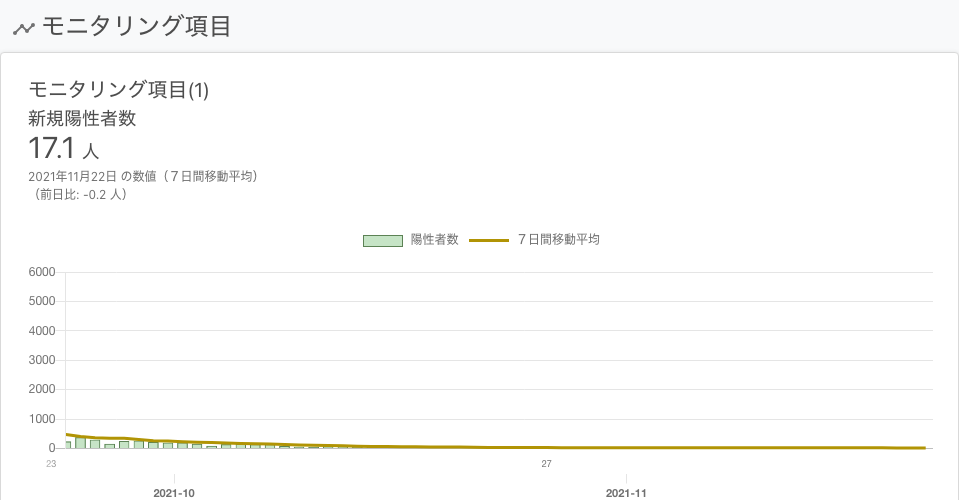 モニタリング項目
モニタリング項目(1)
新規陽性者数
17.1 人
2021年11月22日 の数値（７日間移動平均）
（前日比: -0.2 人）
陽性者数 ７日間移動平均
6000
5000
4000
3000
2000
1000
0
23 27
2021-10 2021-11